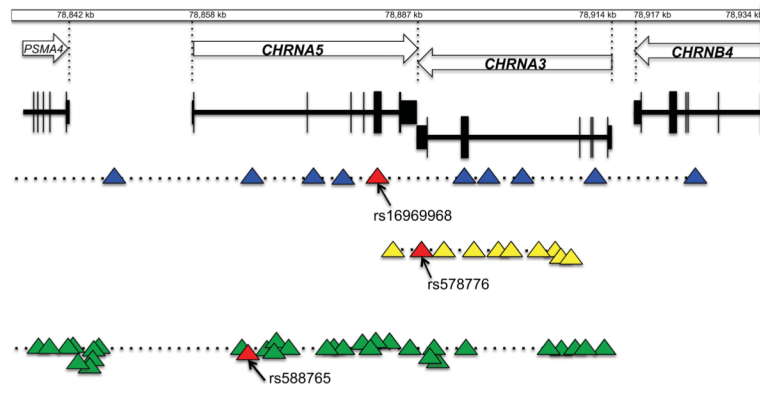 78,842 kb 78,858 kb 78,887 kb 78,914 kb 78,917 kb 78,934 kb
PSMA4 CHRNA5 CHRNA3 CHRNB4
rs16969968
rs578776
rs588765